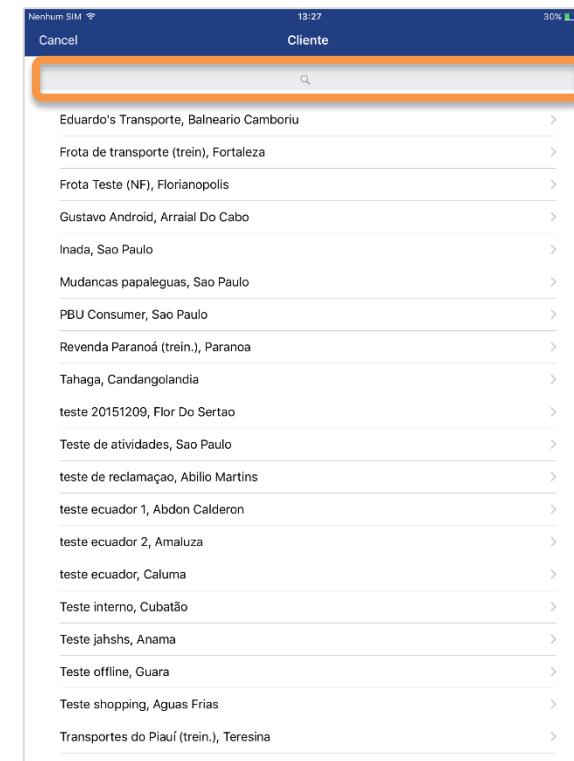 Nenhum SIM 13:27 30%
Cancel Cliente
Eduardo's Transporte, Balneario Camboriu
Frota de transporte (trein), Fortaleza
Frota Teste (NF), Florianopolis
Gustavo Android, Arraial Do Cabo
Inada, Sao Paulo
Mudancas papaleguas, Sao Paulo
PBU Consumer, Sao Paulo
Revenda Paranoá (trein.), Paranoa
Tahaga, Candangolandia
teste 20151209, Flor Do Sertao
Teste de atividades, Sao Paulo
teste de reclamaçao, Abilio Martins
teste ecuador 1, Abdon Calderon
teste ecuador 2, Amaluza
teste ecuador, Caluma
Teste interno, Cubatão
Teste jahshs, Anama
Teste offline, Guara
Teste shopping, Aguas Frias
Transportes do Piauí (trein.), Teresina